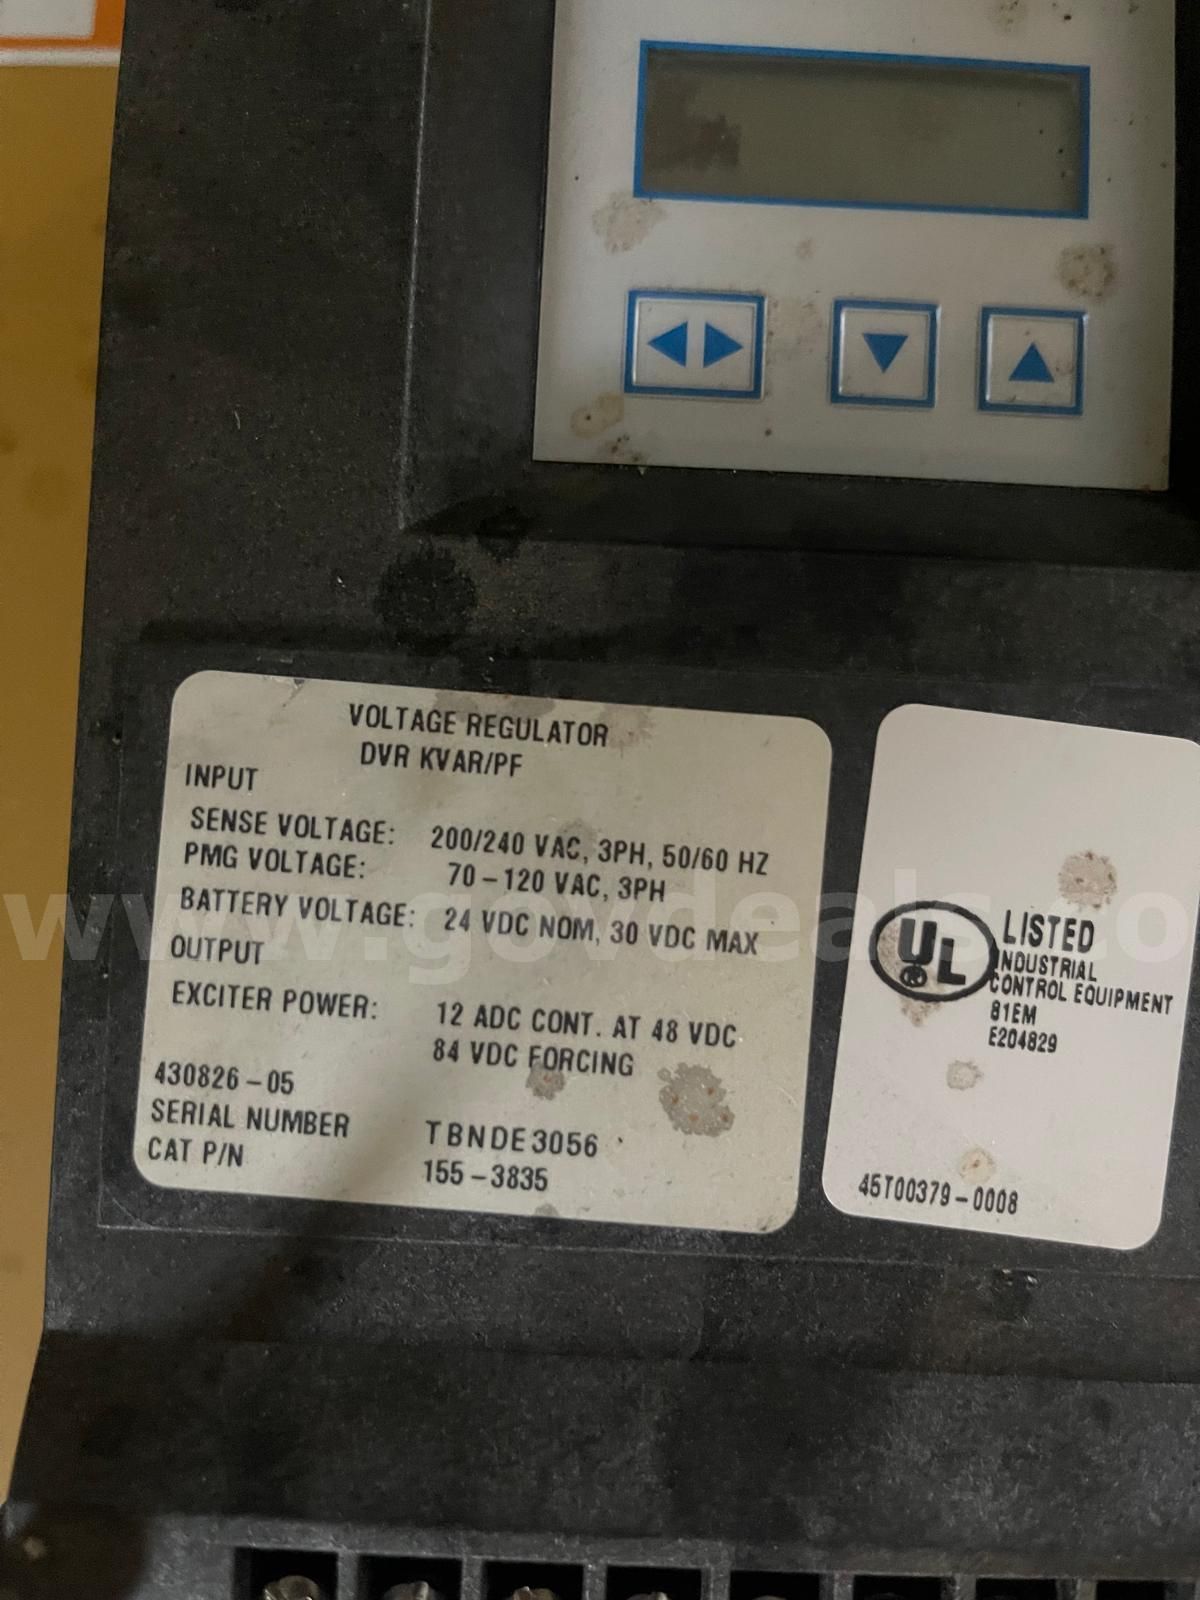 VOLTAGE REGULATOR
DVR KVAR/PF
INPUT
SENSE VOLTAGE: 200/240 VAC, 3PH, 50/60 HZ
PMG VOLTAGE: 70-120 VAC, 3PH
BATTERY VOLTAGE: 24 VDC NOM, 30 VDC MAX
OUTPUT
EXCITER POWER: 12 ADC CONT. AT 48 VDC
84 VDC FORCING
430826-05
SERIAL NUMBER TBNDE3056
CAT P/N 155-3835
UL ®
LISTED
INDUSTRIAL
CONTROL EQUIPMENT
81EM
E204829
45T00379-0008
www.govdeals.co